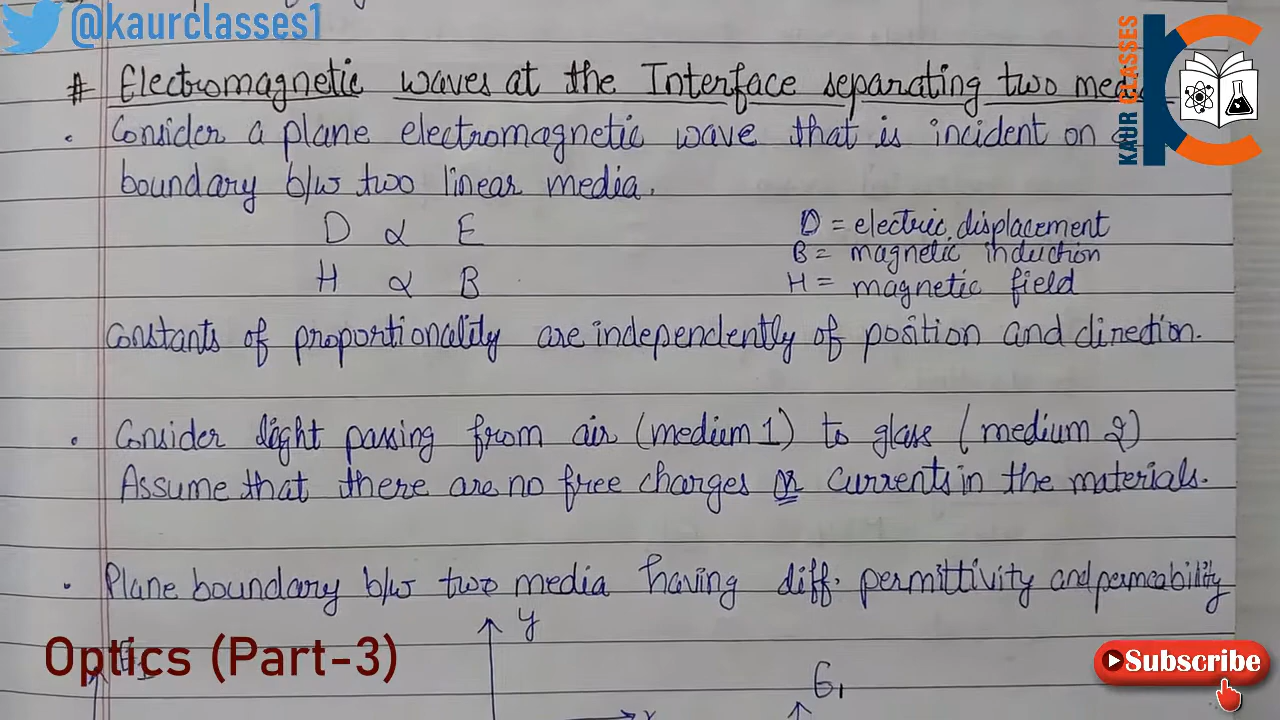 @kaurclasses1
KAUR CLASSES
# Electromagnetic waves at the Interface separating two media
• Consider a plane electromagnetic wave that is incident on a
boundary b/w two linear media.
D α E
H α B
D = electric displacement
B = magnetic induction
H = magnetic field
Constants of proportionality are independently of position and direction.
• Consider light passing from air (medium 1) to glass (medium 2)
Assume that there are no free charges or currents in the materials.
• Plane boundary b/w two media having diff. permittivity and permeability
y
x
Optics (Part-3)
Subscribe